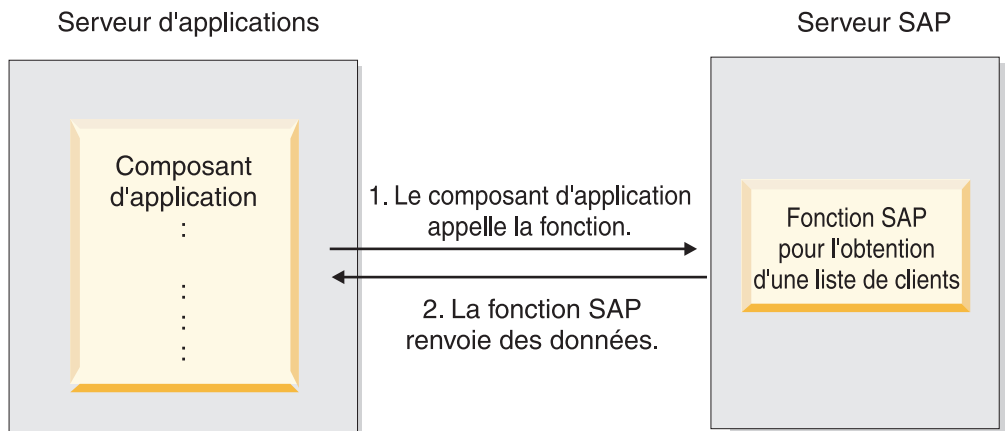 Serveur d'applications
Serveur SAP
Composant
d'application
:
:
:
:
1. Le composant d'application
appelle la fonction.
2. La fonction SAP
renvoie des données.
Fonction SAP
pour l'obtention
d'une liste de clients